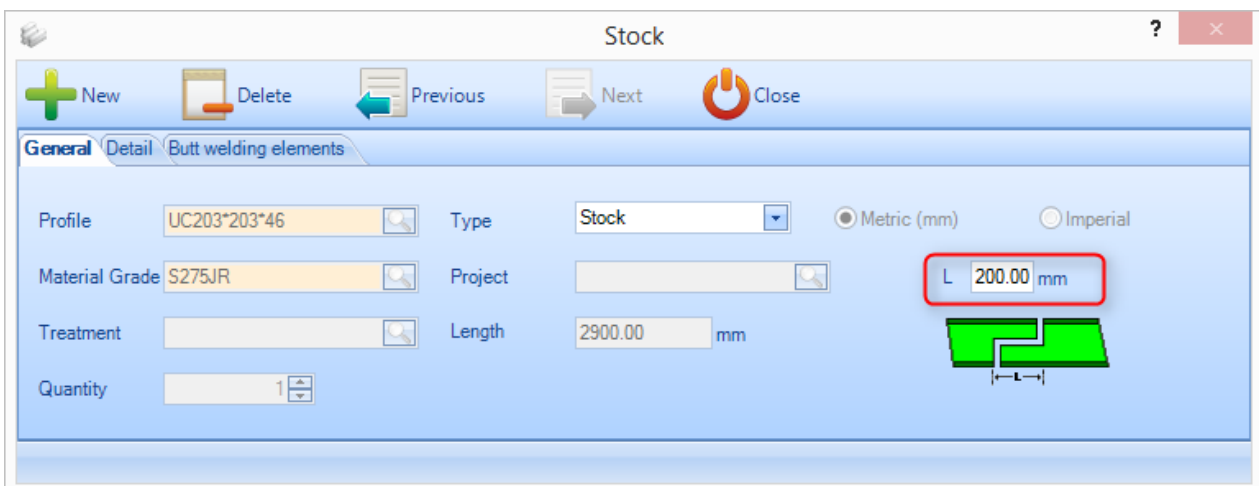 Stock
?
New Delete Previous Next Close
General Detail Butt welding elements
Profile UC203*203*46 Type Stock Metric (mm) Imperial
Material Grade S275JR Project L 200.00 mm
Treatment Length 2900.00 mm
L
Quantity 1